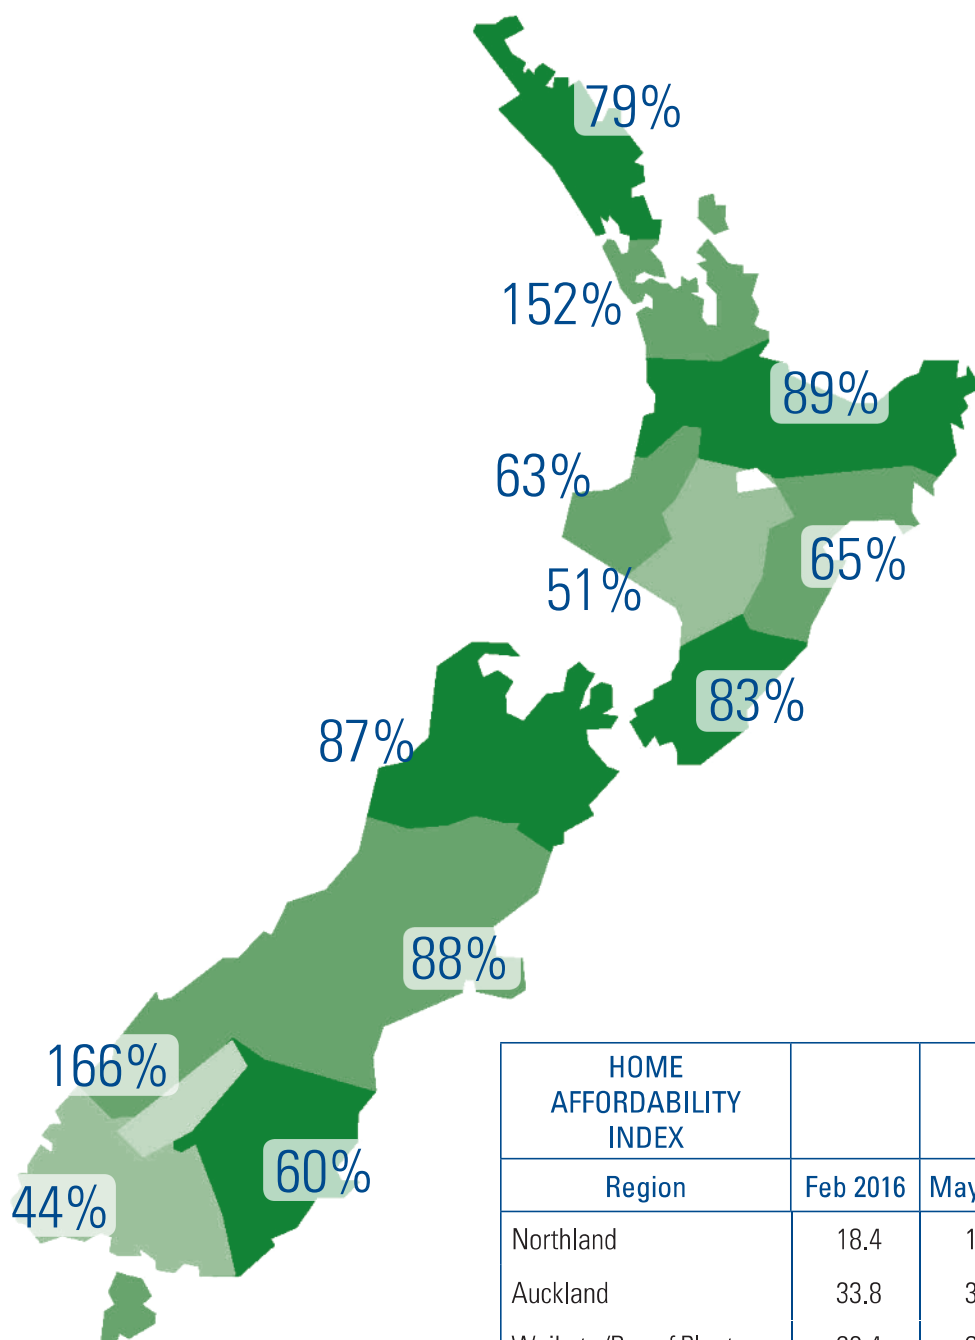 79%
152%
89%
63%
65%
51%
83%
87%
88%
166%
60%
44%
HOME
AFFORDABILITY
INDEX
Region Feb 2016 May
Northland 18.4
Auckland 33.8